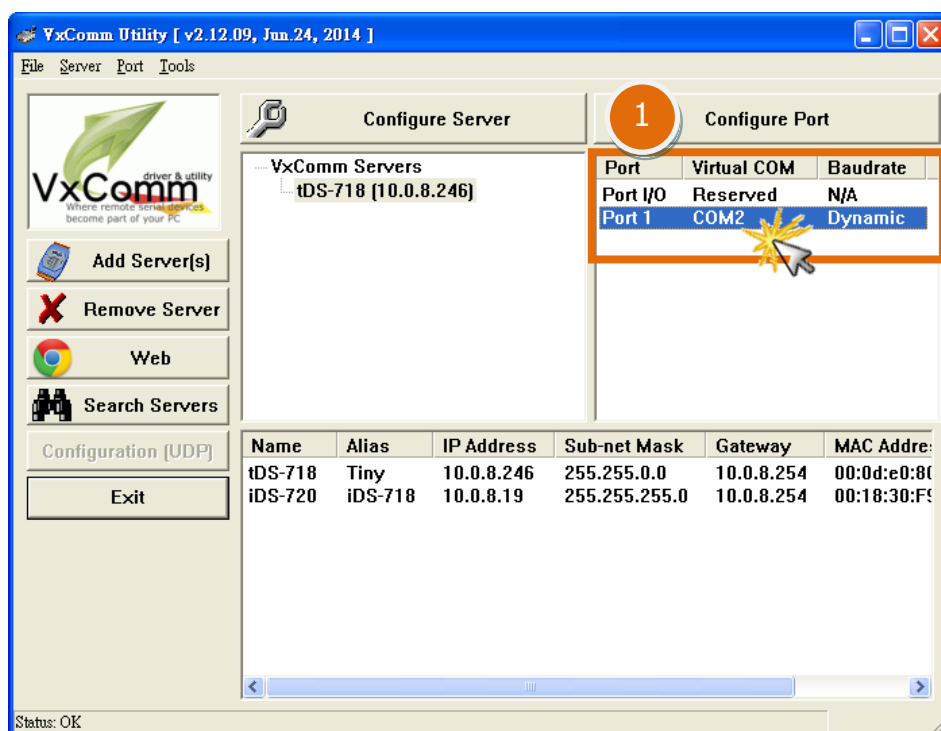 VxComm Utility [ v2.12.09, Jun.24, 2014 ]
File Server Port Tools
driver & utility
VxComm
Where remote serial devices
become part of your PC
Configure Server
1
Configure Port
VxComm Servers
tDS-718 (10.0.8.246)
Port Virtual COM Baudrate
Port I/O Reserved N/A
Port 1 COM2 Dynamic
Add Server(s)
Remove Server
Web
Search Servers
Configuration (UDP)
Exit
Name Alias IP Address Sub-net Mask Gateway MAC Addre
tDS-718 Tiny 10.0.8.246 255.255.0.0 10.0.8.254 00:0d:e0:80
iDS-720 iDS-718 10.0.8.19 255.255.255.0 10.0.8.254 00:18:30:F9
Status: OK